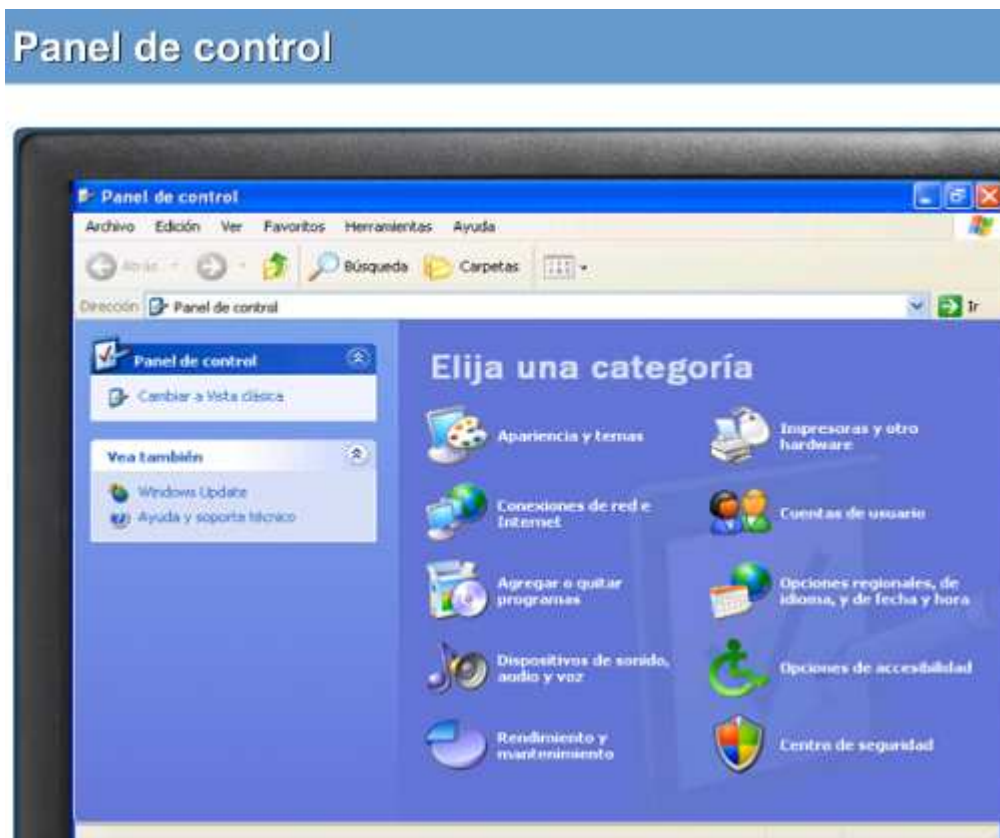 Panel de control
Panel de control
Archivo Edición Ver Favoritos Herramientas Ayuda
Atrás Búsqueda Carpetas
Dirección Panel de control Ir
Panel de control
Cambiar a Vista clásica
Vea también
Windows Update
Ayuda y soporte técnico
Elija una categoría
Apariencia y temas
Impresoras y otro
hardware
Conexiones de red e
Internet
Cuentas de usuario
Agregar o quitar
programas
Opciones regionales, de
idioma, y de fecha y hora
Dispositivos de sonido,
audio y voz
Opciones de accesibilidad
Rendimiento y
mantenimiento
Centro de seguridad